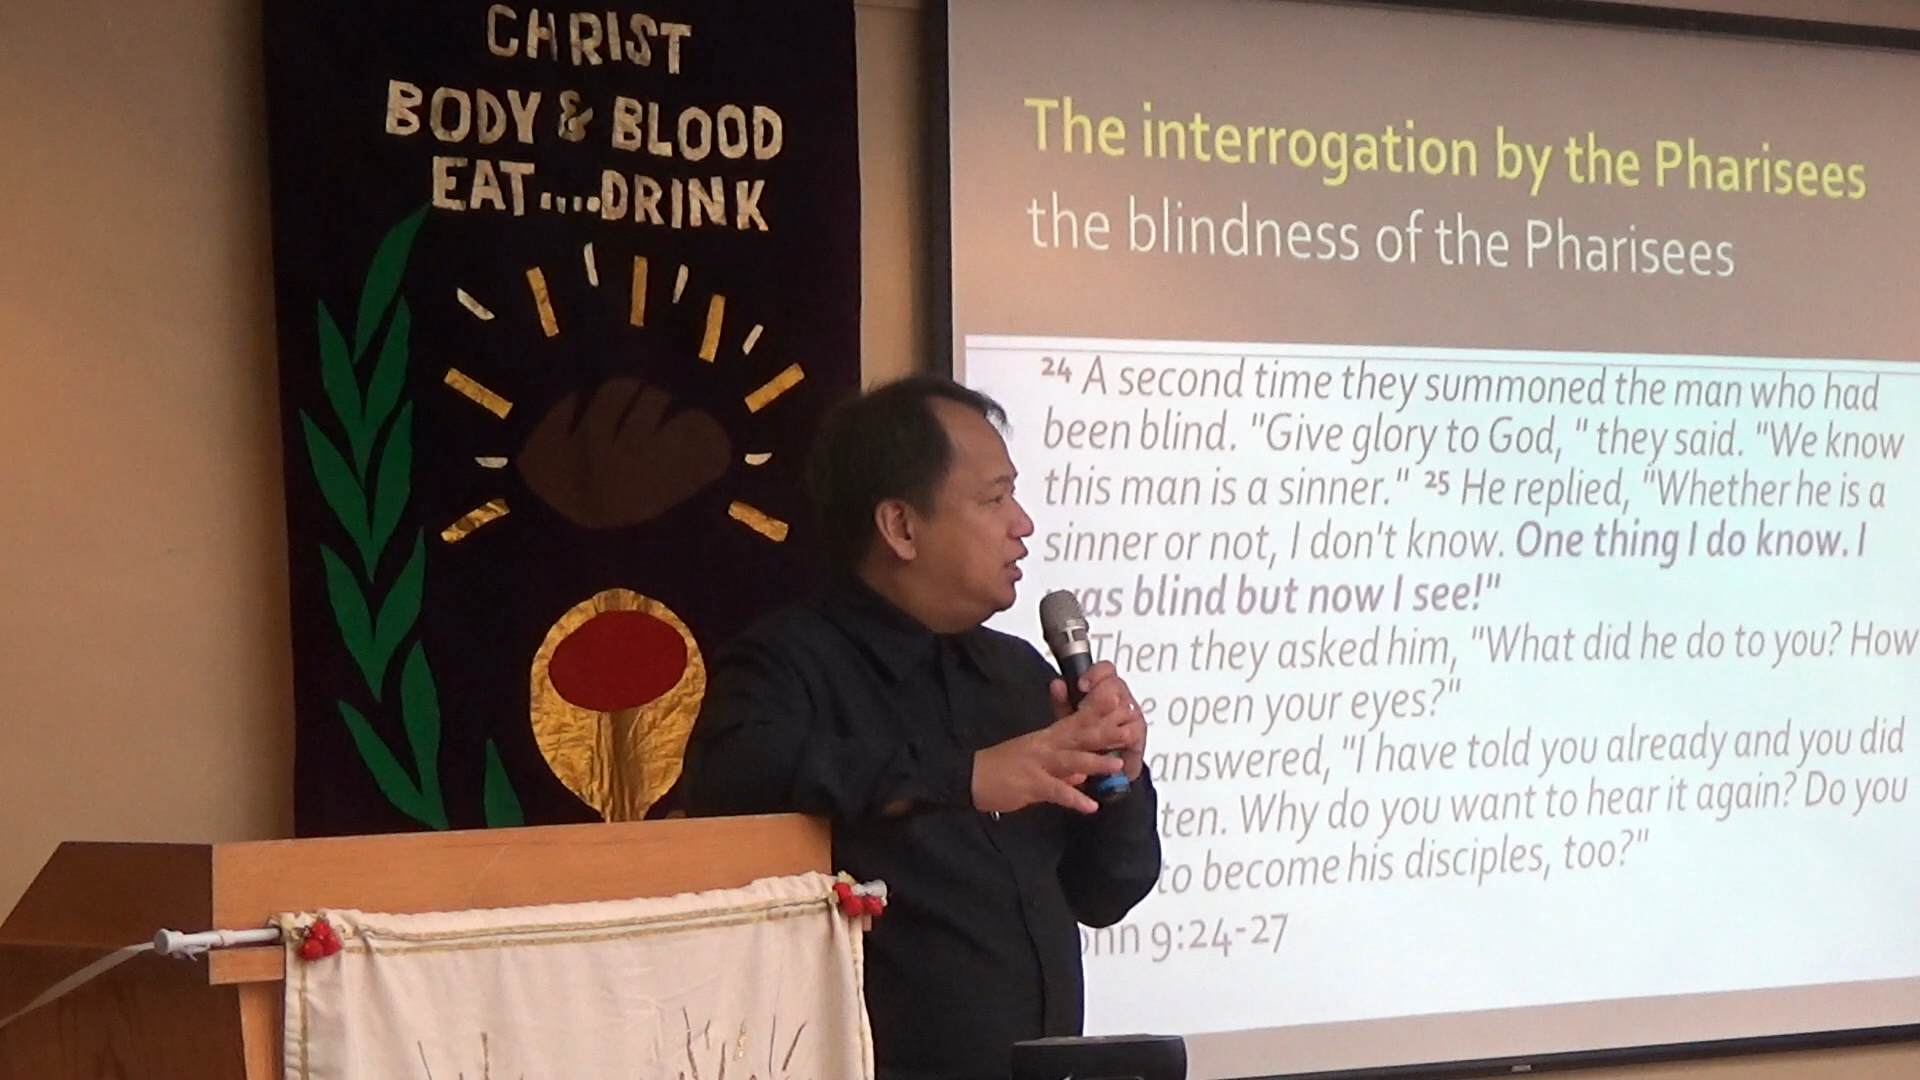 CHRIST
BODY & BLOOD
EAT....DRINK
The interrogation by the Pharisees
the blindness of the Pharisees
24 A second time they summoned the man who had
been blind. "Give glory to God, " they said. "We know
this man is a sinner." 25 He replied, "Whether he is a
sinner or not, I don't know. One thing I do know. I
was blind but now I see!"
Then they asked him, "What did he do to you? How
open your eyes?"
answered, "I have told you already and you did
Why do you want to hear it again? Do you
to become his disciples, too?"
John 9:24-27